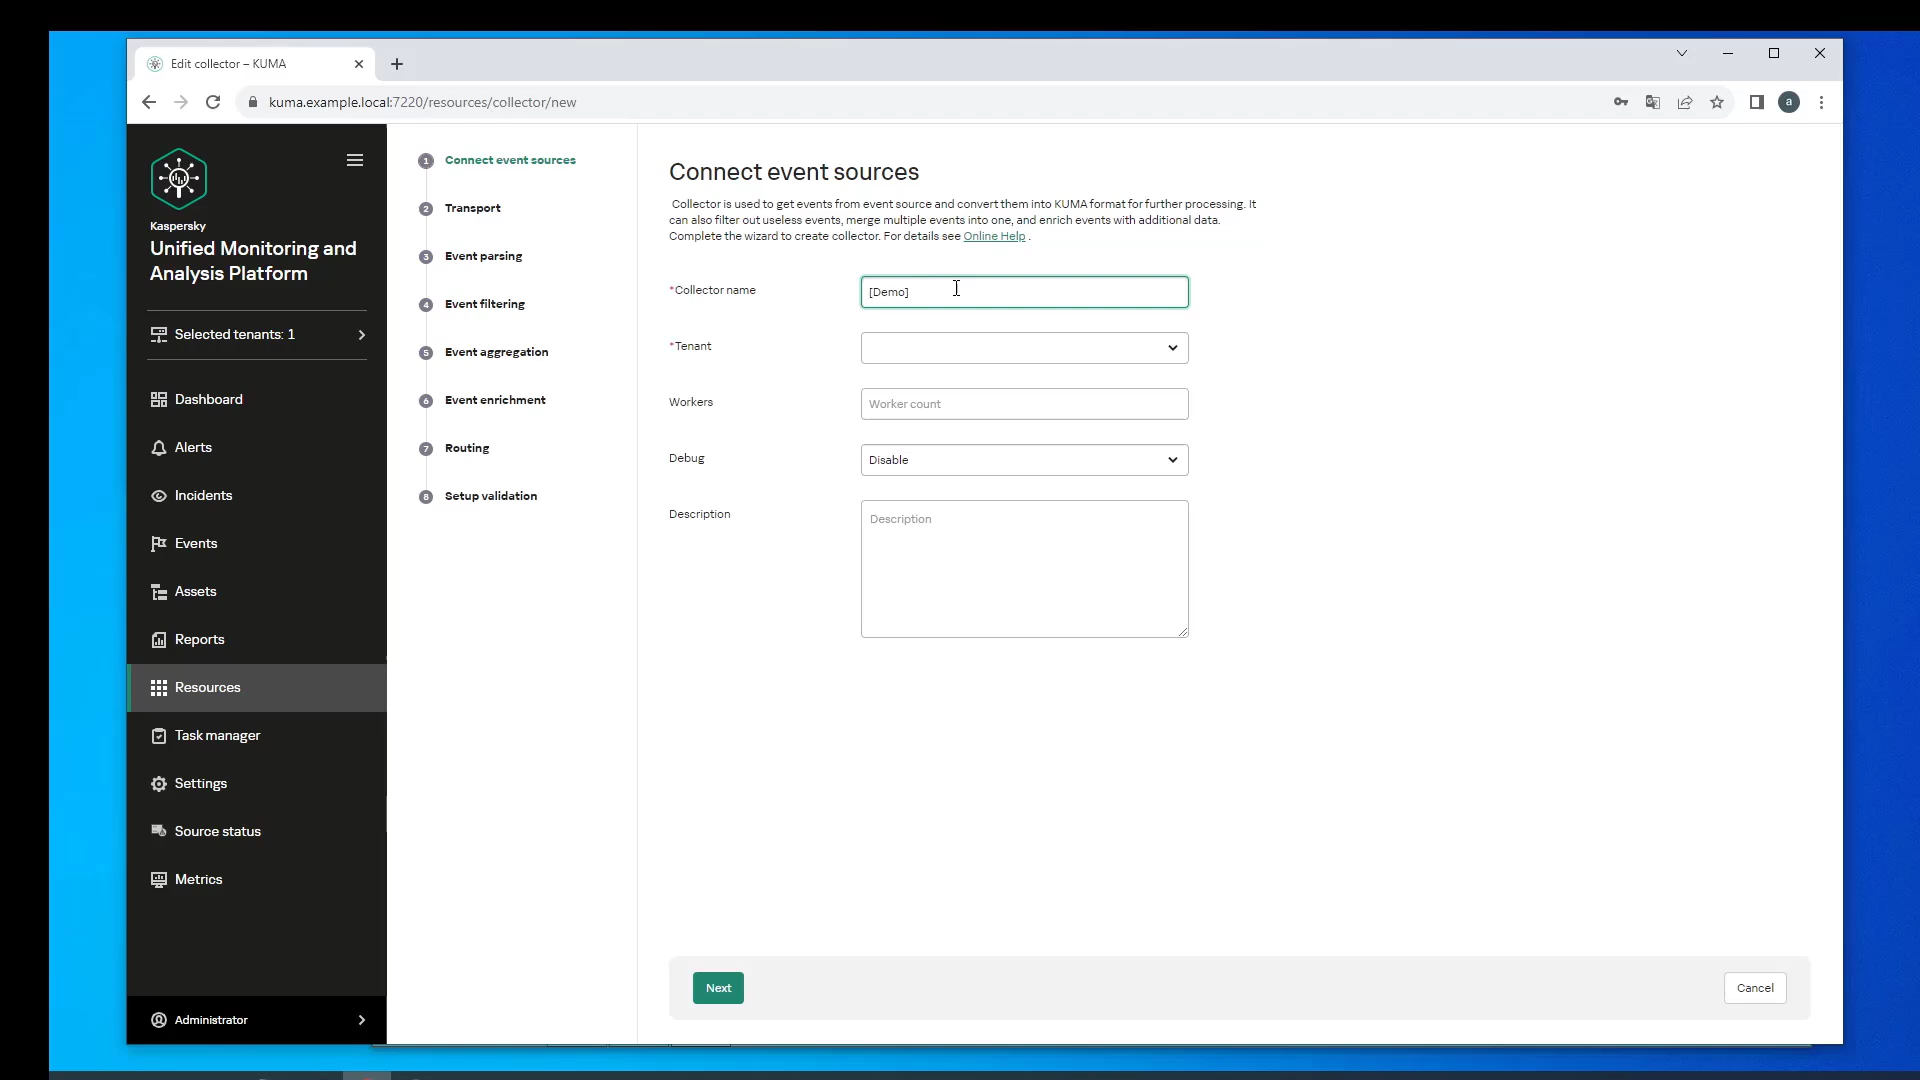 Edit collector – KUMA
kuma.example.local:7220/resources/collector/new
a
Kaspersky
Unified Monitoring and
Analysis Platform
Selected tenants: 1
Dashboard
Alerts
Incidents
Events
Assets
Reports
Resources
Task manager
Settings
Source status
Metrics
Administrator
1 Connect event sources
2 Transport
3 Event parsing
4 Event filtering
5 Event aggregation
6 Event enrichment
7 Routing
8 Setup validation
Connect event sources
Collector is used to get events from event source and convert them into KUMA format for further processing. It
can also filter out useless events, merge multiple events into one, and enrich events with additional data.
Complete the wizard to create collector. For details see Online Help .
*Collector name
[Demo]
*Tenant
Workers
Worker count
Debug
Disable
Description
Description
Next
Cancel